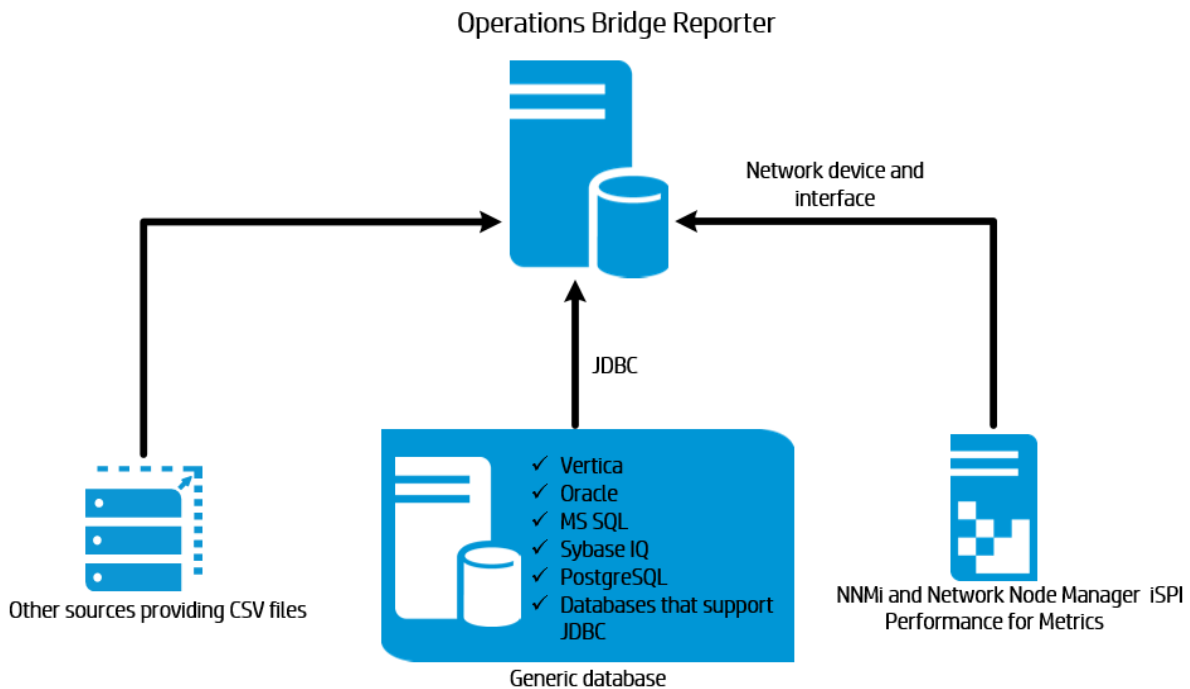 Operations Bridge Reporter
Network device and
interface
JDBC
✓ Vertica
✓ Oracle
✓ MS SQL
✓ Sybase IQ
✓ PostgreSQL
✓ Databases that support
JDBC
Other sources providing CSV files
NNMi and Network Node Manager iSPI
Performance for Metrics
Generic database